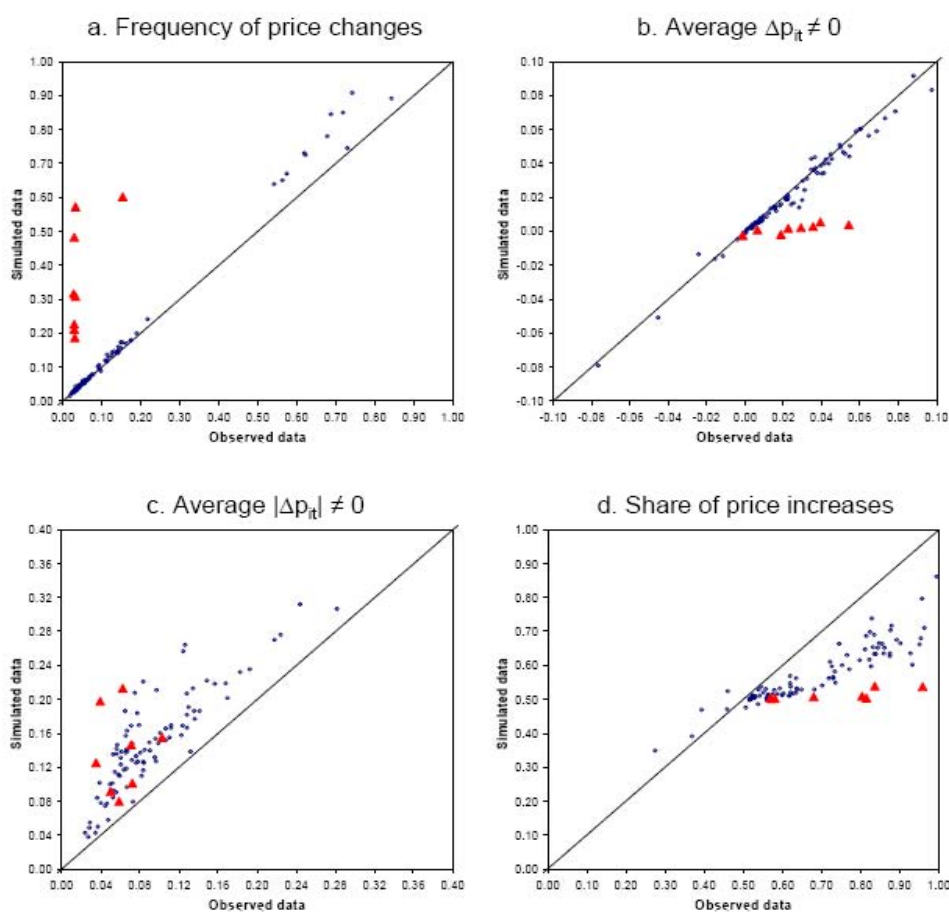 a. Frequency of price changes
1.00
0.90
0.80
0.70
0.60
0.50
0.40
0.30
0.20
0.10
0.00
Simulated data
0.00 0.10 0.20 0.30 0.40 0.50 0.60 0.70 0.80 0.90 1.00
Observed data
b. Average Δpit ≠ 0
0.10
0.08
0.06
0.04
0.02
0.00
-0.02
-0.04
-0.06
-0.08
-0.10
Simulated data
-0.10 -0.08 -0.06 -0.04 -0.02 0.00 0.02 0.04 0.06 0.08 0.10
Observed data
c. Average |Δpit| ≠ 0
0.40
0.36
0.32
0.28
0.24
0.20
0.16
0.12
0.08
0.04
0.00
Simulated data
0.00 0.04 0.08 0.12 0.16 0.20 0.24 0.28 0.32 0.36 0.40
Observed data
d. Share of price increases
1.00
0.90
0.80
0.70
0.60
0.50
0.40
0.30
0.20
0.10
0.00
Simulated data
0.00 0.10 0.20 0.30 0.40 0.50 0.60 0.70 0.80 0.90 1.00
Observed data